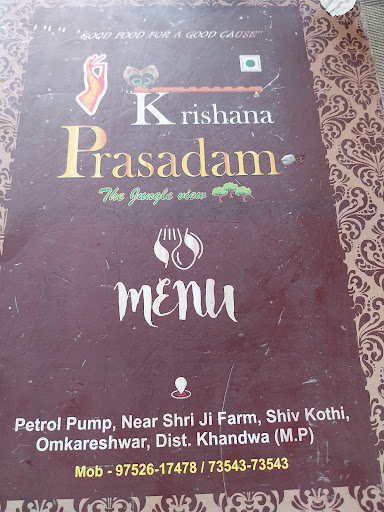 "GOOD FOOD FOR A GOOD CAUSE"
Krishana
Prasadam
The Jungle view
MENU
Petrol Pump, Near Shri Ji Farm, Shiv Kothi,
Omkareshwar, Dist. Khandwa (M.P)
Mob - 97526-17478 / 73543-73543